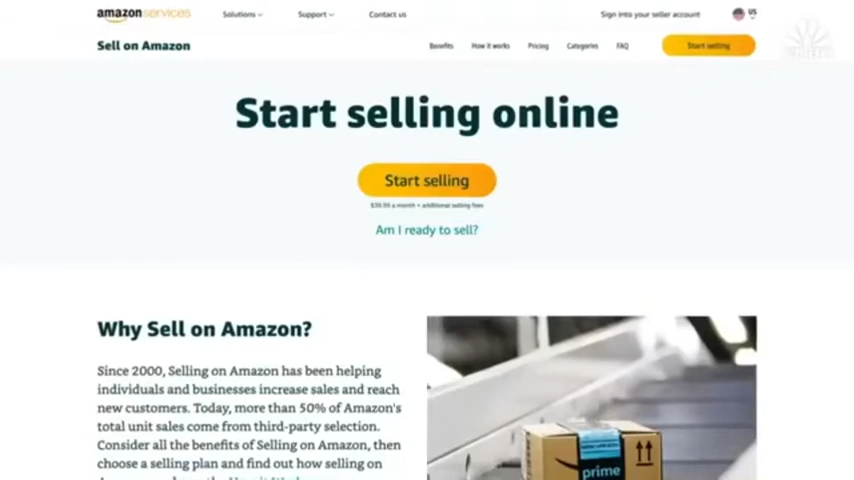 amazonservices
Solutions
Support
Contact us
Sign into your seller account
US
Sell on Amazon
Benefits
How it works
Pricing
Categories
FAQ
Start selling
Start selling online
Start selling
$39.99 a month + additional selling fees
Am I ready to sell?
Why Sell on Amazon?
Since 2000, Selling on Amazon has been helping
individuals and businesses increase sales and reach
new customers. Today, more than 50% of Amazon's
total unit sales come from third-party selection.
Consider all the benefits of Selling on Amazon, then
choose a selling plan and find out how selling on
prime